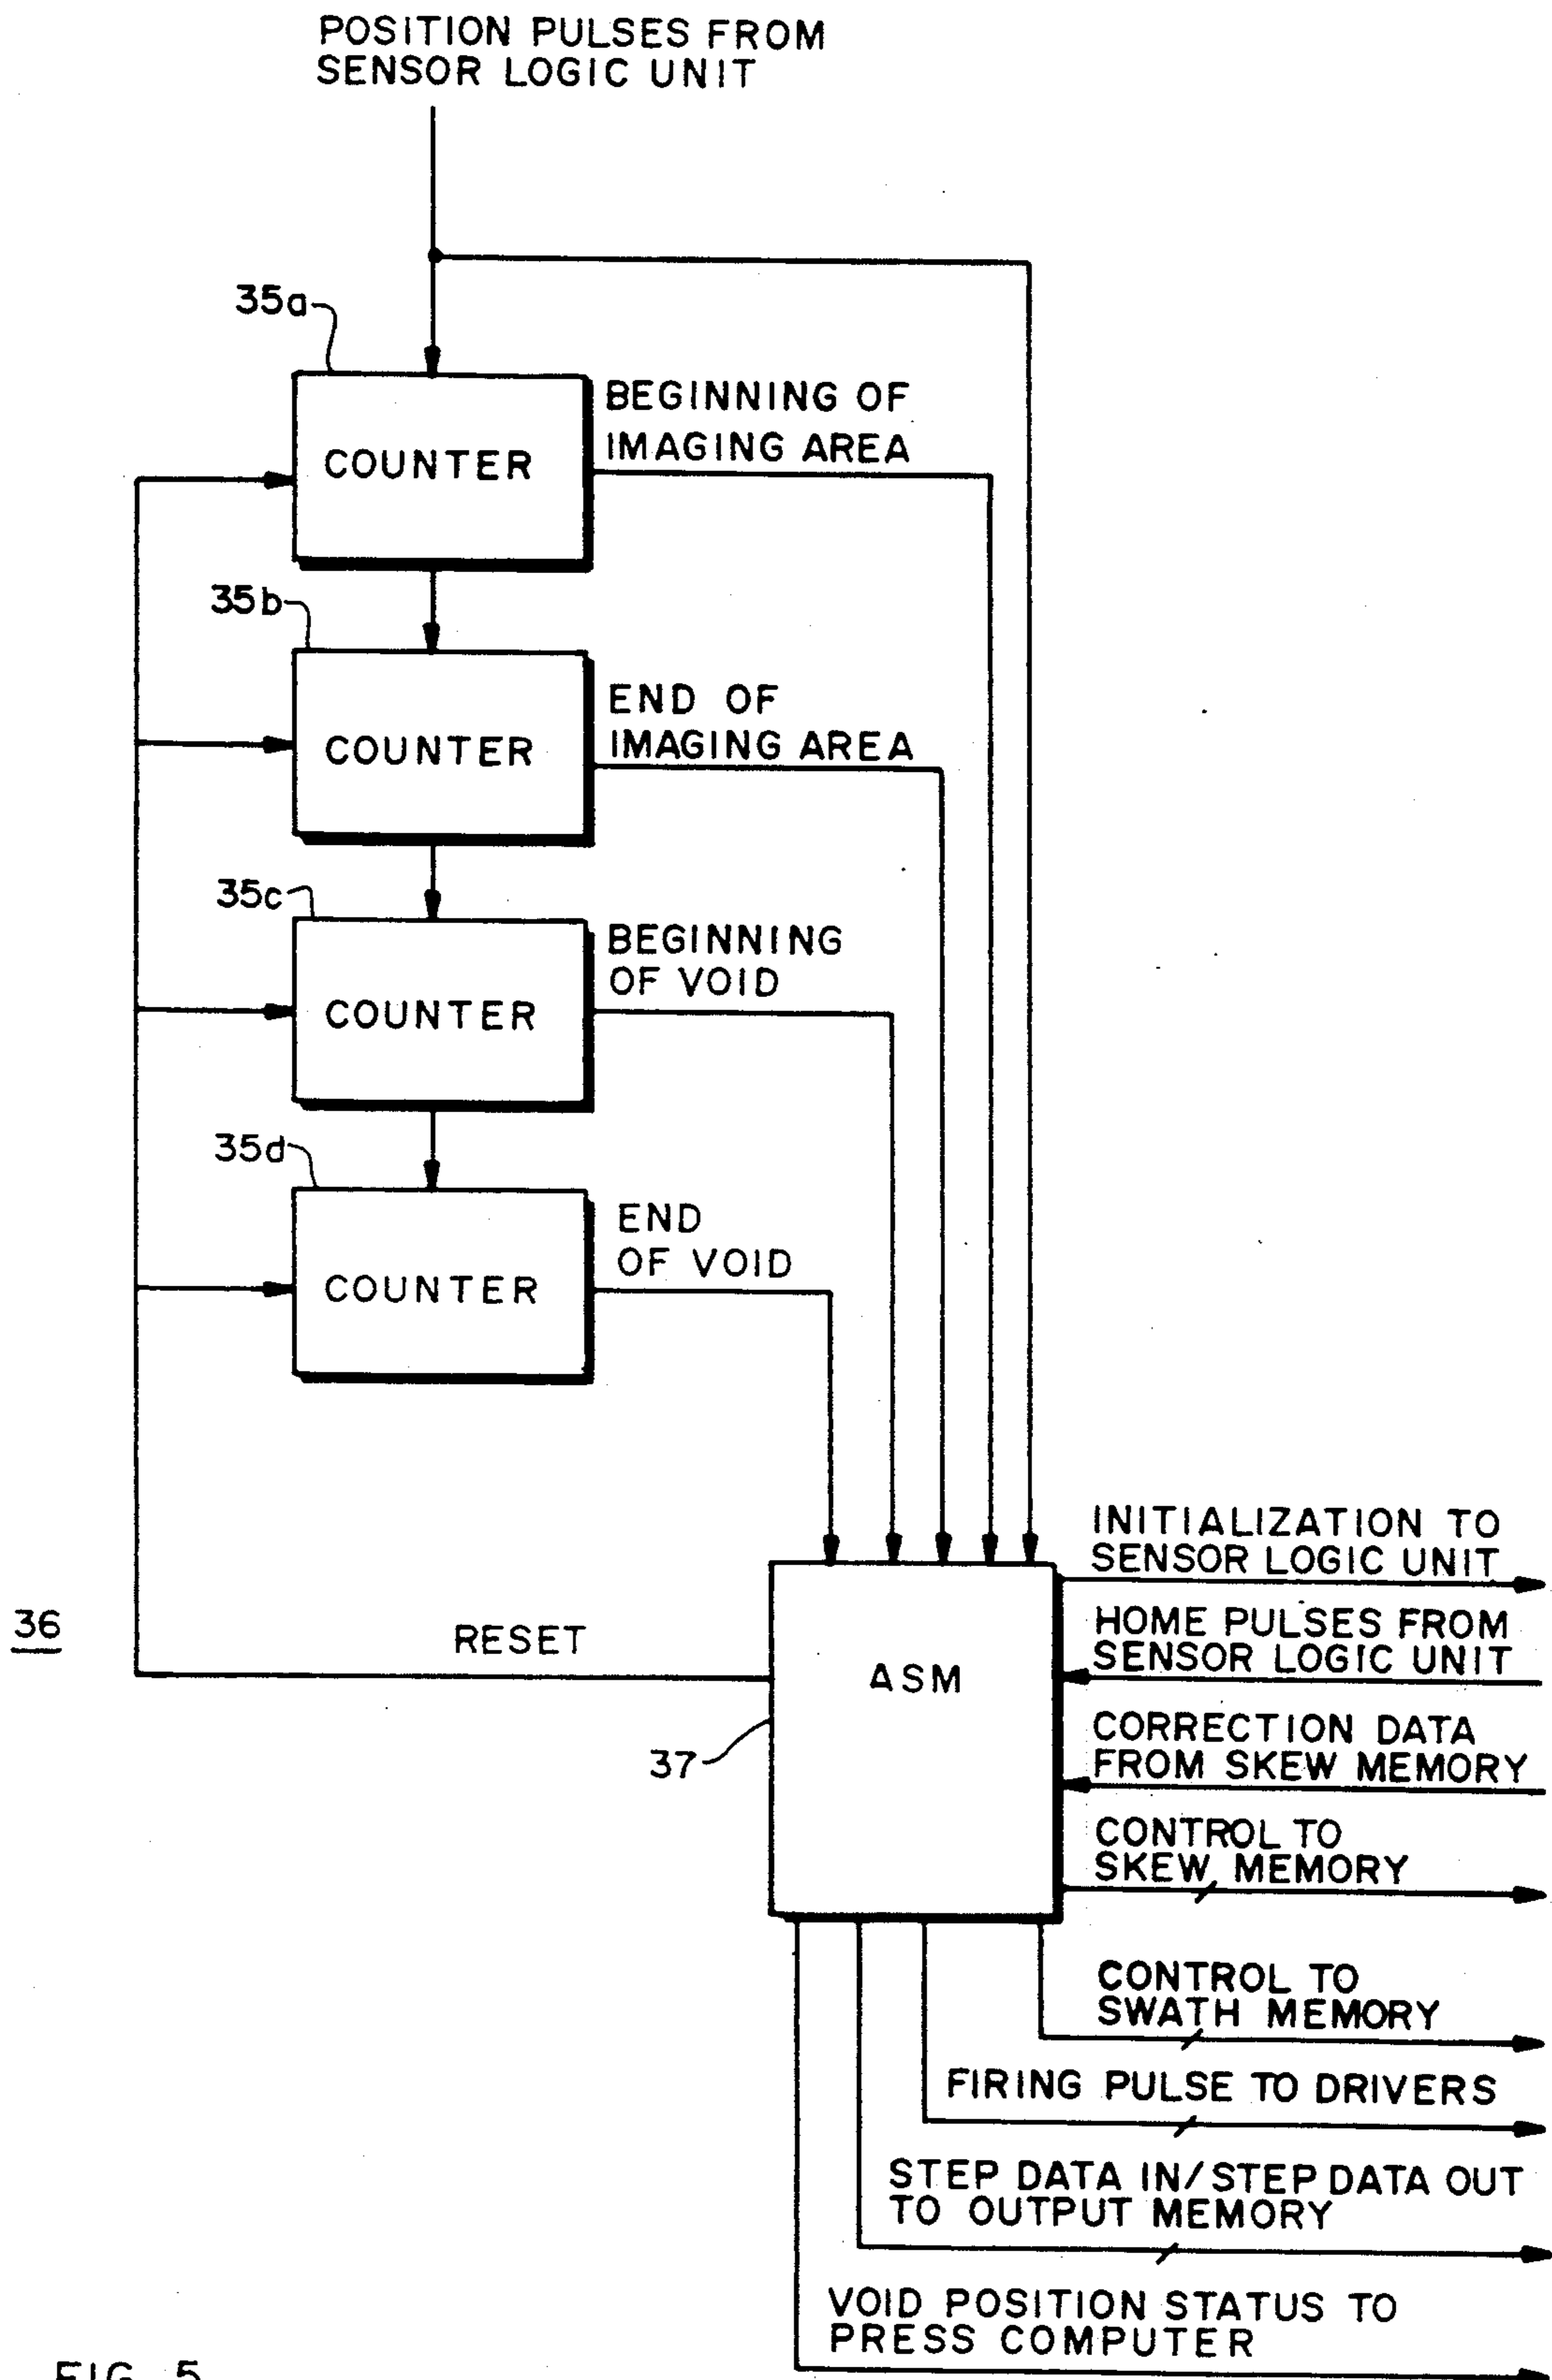 POSITION PULSES FROM
SENSOR LOGIC UNIT
35a
COUNTER
BEGINNING OF
IMAGING AREA
35b
COUNTER
END OF
IMAGING AREA
35c
COUNTER
BEGINNING
OF VOID
35d
COUNTER
END
OF VOID
36
RESET
ASM
37
INITIALIZATION TO
SENSOR LOGIC UNIT
HOME PULSES FROM
SENSOR LOGIC UNIT
CORRECTION DATA
FROM SKEW MEMORY
CONTROL TO
SKEW MEMORY
CONTROL TO
SWATH MEMORY
FIRING PULSE TO DRIVERS
STEP DATA IN/STEP DATA OUT
TO OUTPUT MEMORY
VOID POSITION STATUS TO
PRESS COMPUTER
FIG. 5